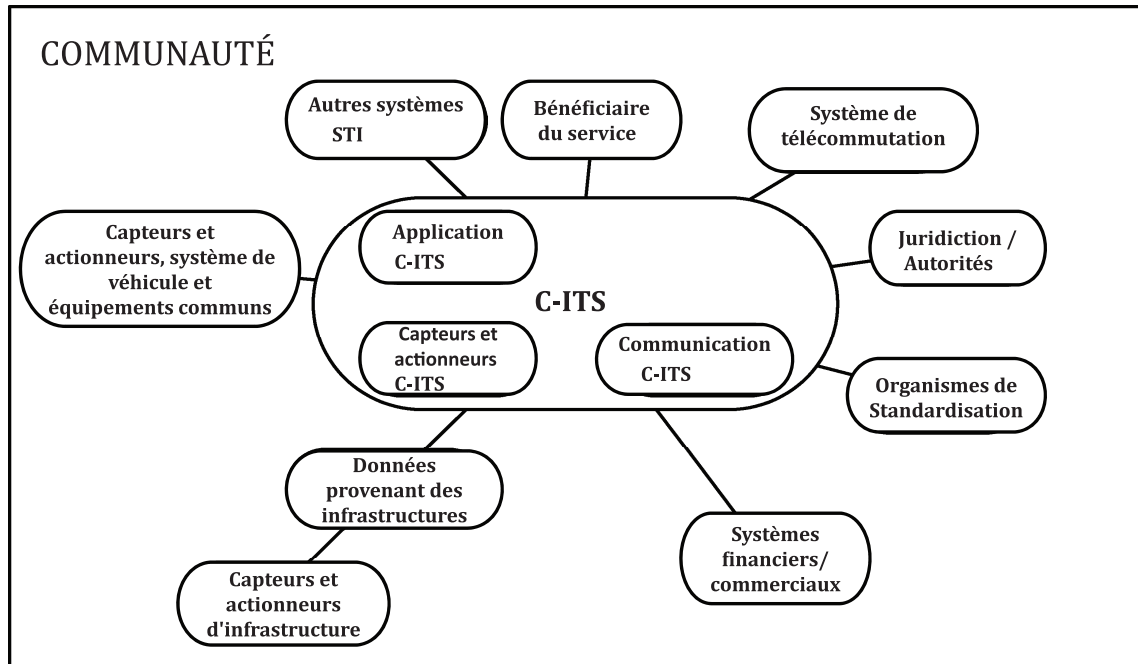 COMMUNAUTÉ
Autres systèmes
STI
Bénéficiaire
du service
Système de
télécommutation
Capteurs et
actionneurs, système de
véhicule et
équipements communs
Application
C-ITS
Juridiction /
Autorités
C-ITS
Capteurs et
actionneurs
C-ITS
Communication
C-ITS
Organismes de
Standardisation
Données
provenant des
infrastructures
Systèmes
financiers/
commerciaux
Capteurs et
actionneurs
d'infrastructure